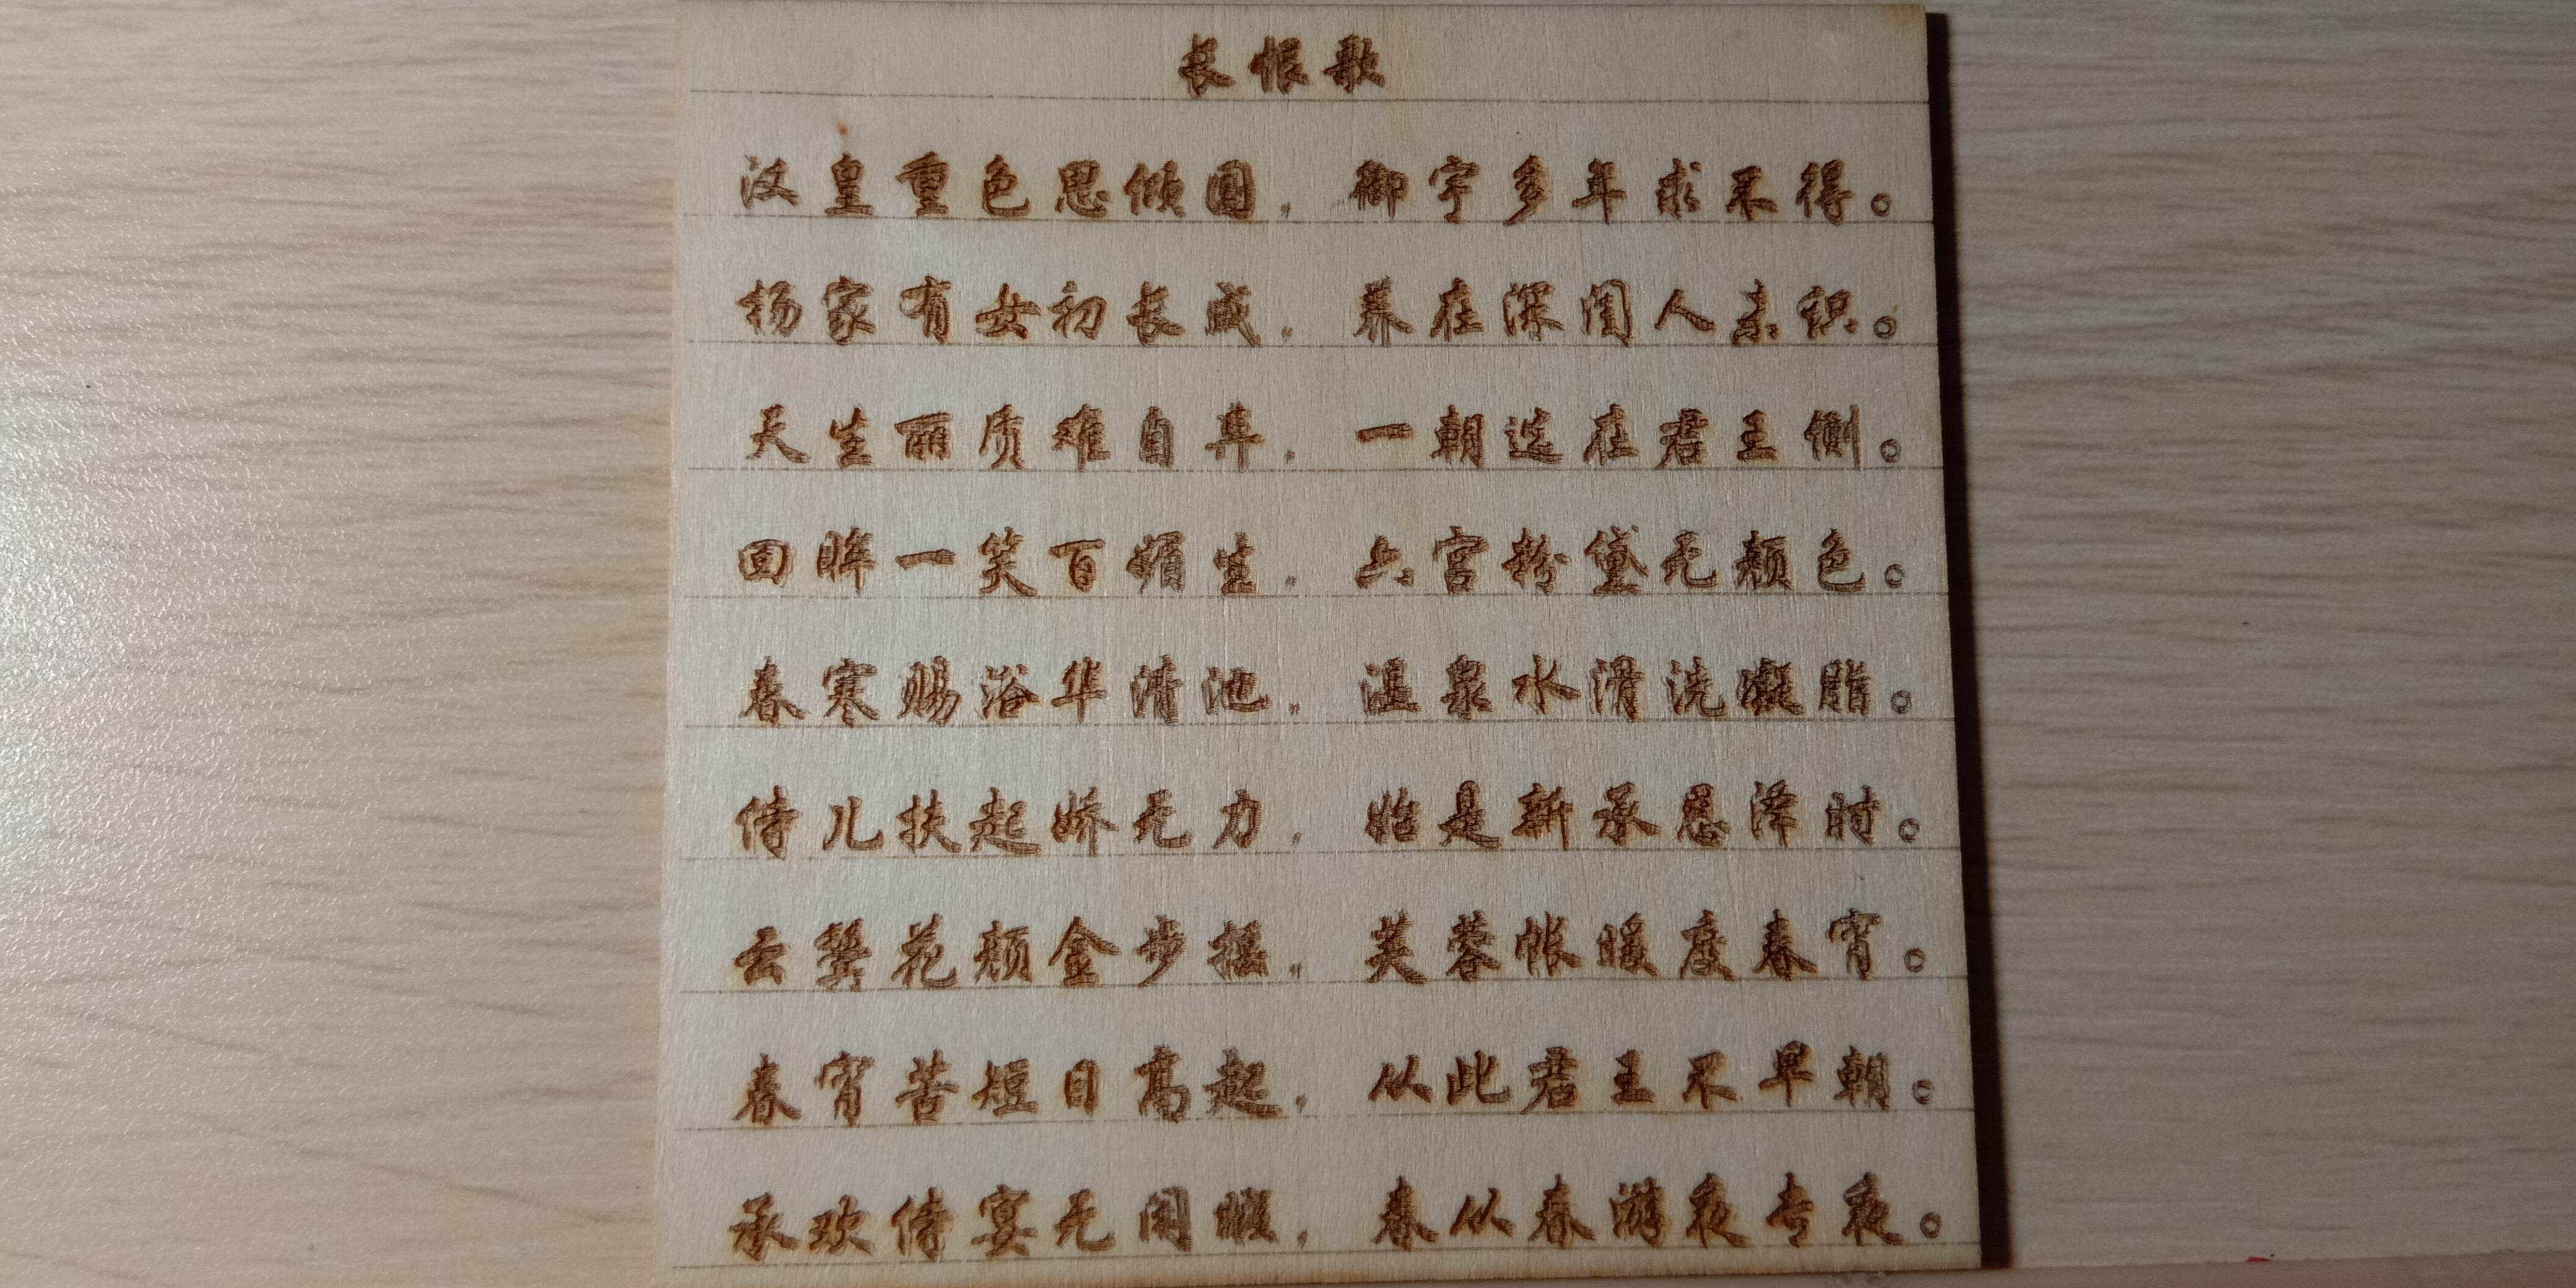 长恨歌
汉皇重色思倾国，御宇多年求不得。
杨家有女初长成，养在深闺人未识。
天生丽质难自弃，一朝选在君王侧。
回眸一笑百媚生，六宫粉黛无颜色。
春寒赐浴华清池，温泉水滑洗凝脂。
侍儿扶起娇无力，始是新承恩泽时。
云鬓花颜金步摇，芙蓉帐暖度春宵。
春宵苦短日高起，从此君王不早朝。
承欢侍宴无闲暇，春从春游夜专夜。